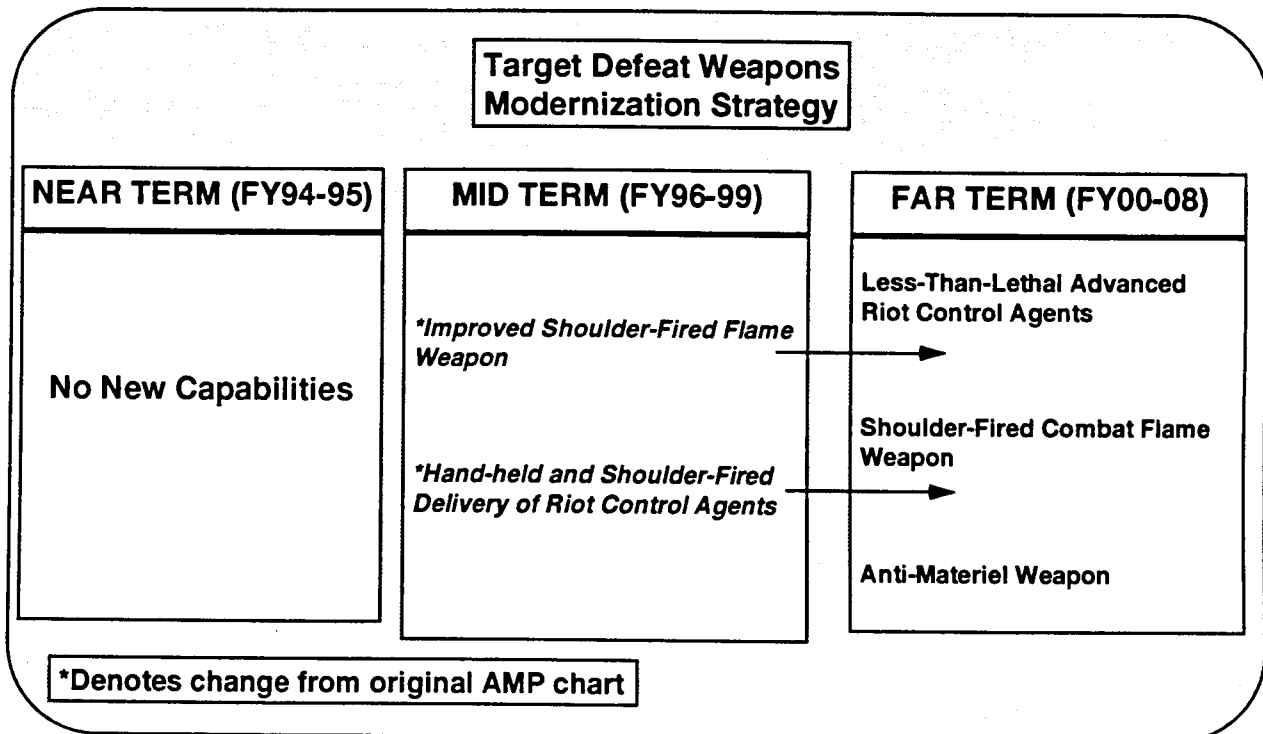 Target Defeat Weapons
Modernization Strategy
NEAR TERM (FY94-95)
No New Capabilities
MID TERM (FY96-99)
*Improved Shoulder-Fired Flame
Weapon
*Hand-held and Shoulder-Fired
Delivery of Riot Control Agents
FAR TERM (FY00-08)
Less-Than-Lethal Advanced
Riot Control Agents
Shoulder-Fired Combat Flame
Weapon
Anti-Materiel Weapon
*Denotes change from original AMP chart